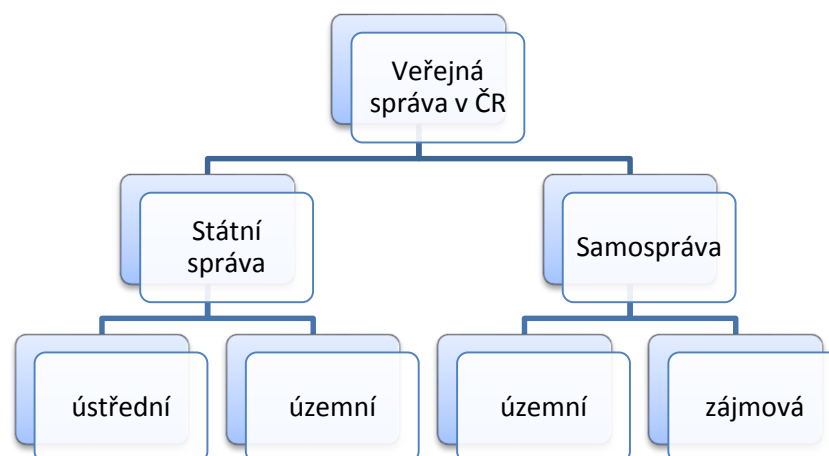 Veřejná
správa v ČR
Státní
správa
Samospráva
ústřední
územní
územní
zájmová